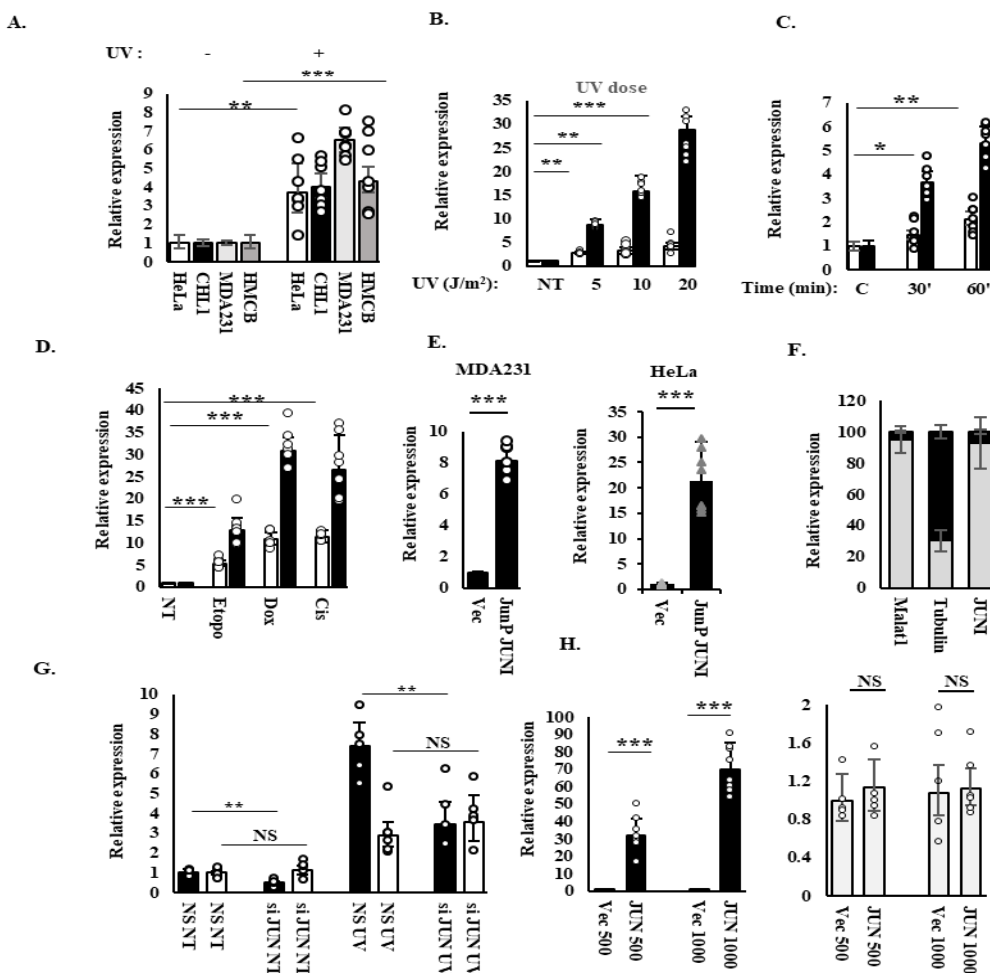 A.
UV : - +
***
**
Relative expression
9
8
7
6
5
4
3
2
1
0
HeLa
CHL1
MDA231
HMCB
HeLa
CHL1
MDA231
HMCB
B.
UV dose
***
**
**
Relative expression
35
30
25
20
15
10
5
0
UV (J/m²): NT 5 10 20
C.
**
*
Relative expression
7
6
5
4
3
2
1
0
Time (min): C 30' 60'
D.
***
***
***
Relative expression
45
40
35
30
25
20
15
10
5
0
NT
Etopo
Dox
Cis
E.
MDA231
***
Relative expression
10
8
6
4
2
0
Vec
JunP JUNI
HeLa
***
Relative expression
35
30
25
20
15
10
5
0
Vec
JunP JUNI
F.
Relative expression
120
100
80
60
40
20
0
Malat1
Tubulin
JUNI
G.
**
NS
**
NS
Relative expression
10
9
8
7
6
5
4
3
2
1
0
NS NT
NS NT
si JUN NT
si JUN NT
NS UV
NS UV
si JUN UV
si JUN UV
H.
***
***
Relative expression
100
90
80
70
60
50
40
30
20
10
0
Vec 500
JUN 500
Vec 1000
JUN 1000
NS
NS
Relative expression
2
1.6
1.2
0.8
0.4
0
Vec 500
JUN 500
Vec 1000
JUN 1000